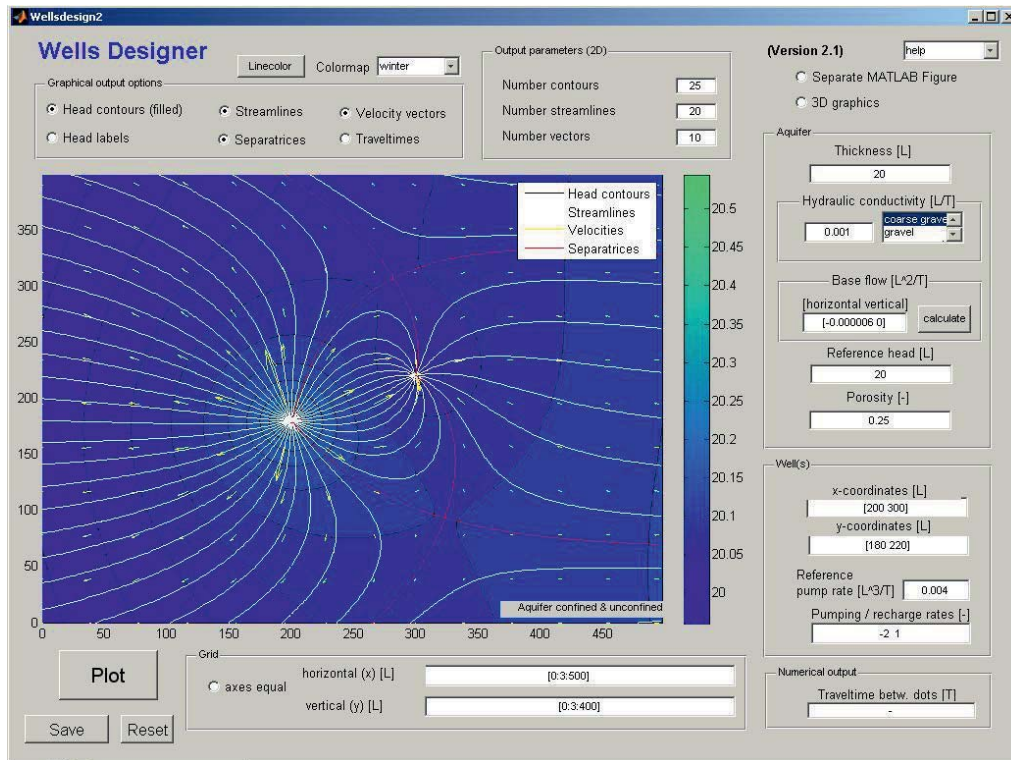 Wellsdesign2
Wells Designer
Linecolor
Colormap
winter
Graphical output options
Head contours (filled)
Streamlines
Velocity vectors
Head labels
Separatrices
Traveltimes
Output parameters (2D)
Number contours
25
Number streamlines
20
Number vectors
10
(Version 2.1)
help
Separate MATLAB Figure
3D graphics
Aquifer
Thickness [L]
20
Hydraulic conductivity [L/T]
0.001
coarse grave
gravel
Base flow [L^2/T]
[horizontal vertical]
[-0.000006 0]
calculate
Reference head [L]
20
Porosity [-]
0.25
Well(s)
x-coordinates [L]
[200 300]
y-coordinates [L]
[180 220]
Reference
pump rate [L^3/T]
0.004
Pumping / recharge rates [-]
-2 1
Numerical output
Traveltime betw. dots [T]
-
Head contours
Streamlines
Velocities
Separatrices
Aquifer confined & unconfined
350
300
250
200
150
100
50
0
0 50 100 150 200 250 300 350 400 450
20.5
20.45
20.4
20.35
20.3
20.25
20.2
20.15
20.1
20.05
20
Plot
Save
Reset
Grid
axes equal
horizontal (x) [L]
[0:3:500]
vertical (y) [L]
[0:3:400]